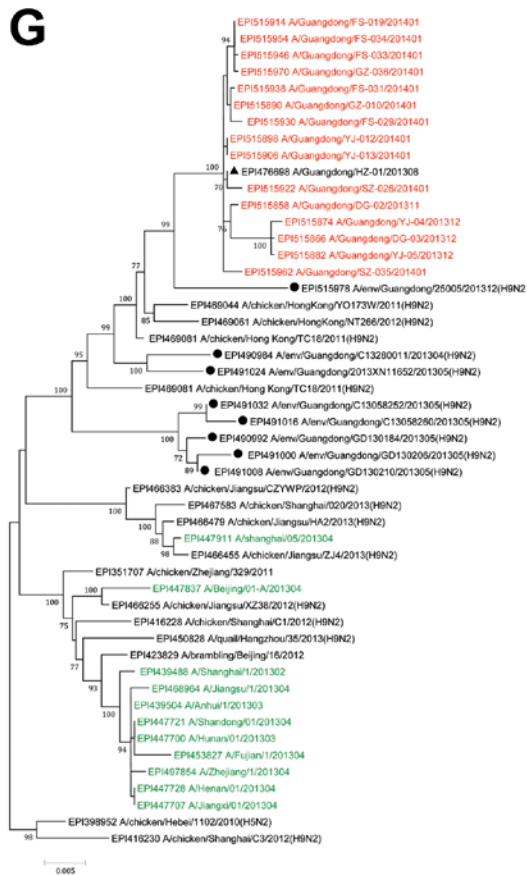 G
EPI515914 A/Guangdong/FS-019/201401
94
EPI515954 A/Guangdong/FS-034/201401
EPI515946 A/Guangdong/FS-033/201401
EPI515970 A/Guangdong/GZ-036/201401
EPI515938 A/Guangdong/FS-031/201401
EPI515890 A/Guangdong/GZ-010/201401
EPI515930 A/Guangdong/FS-029/201401
EPI515898 A/Guangdong/YJ-012/201401
EPI515906 A/Guangdong/YJ-013/201401
100
EPI476698 A/Guangdong/HZ-01/201308
70
EPI515922 A/Guangdong/SZ-026/201401
EPI515858 A/Guangdong/DG-02/201311
76
EPI515874 A/Guangdong/YJ-04/201312
99
EPI515866 A/Guangdong/DG-03/201312
100
EPI515882 A/Guangdong/YJ-05/201312
EPI515962 A/Guangdong/SZ-035/201401
77
EPI515978 A/env/Guangdong/25005/201312(H9N2)
EPI469044 A/chicken/HongKong/YO173W/2011(H9N2)
85
EPI469061 A/chicken/HongKong/NT266/2012(H9N2)
99
EPI469081 A/chicken/Hong Kong/TC18/2011(H9N2)
95
EPI490984 A/env/Guangdong/C13280011/201304(H9N2)
100
EPI491024 A/env/Guangdong/2013XN11652/201305(H9N2)
EPI469081 A/chicken/Hong Kong/TC18/2011(H9N2)
100
99
EPI491032 A/env/Guangdong/C13058252/201305(H9N2)
EPI491016 A/env/Guangdong/C13058260/201305(H9N2)
100
EPI490992 A/env/Guangdong/GD130184/201305(H9N2)
72
EPI491000 A/env/Guangdong/GD130206/201305(H9N2)
89
EPI491008 A/env/Guangdong/GD130210/201305(H9N2)
EPI466383 A/chicken/Jiangsu/CZYWP/2012(H9N2)
100
EPI467583 A/chicken/Shanghai/020/2013(H9N2)
EPI466479 A/chicken/Jiangsu/HA2/2013(H9N2)
88
EPI447911 A/shanghai/05/201304
98
EPI466455 A/chicken/Jiangsu/ZJ4/2013(H9N2)
EPI351707 A/chicken/Zhejiang/329/2011
100
100
EPI447837 A/Beijing/01-A/201304
EPI466255 A/chicken/Jiangsu/XZ38/2012(H9N2)
75
EPI416228 A/chicken/Shanghai/C1/2012(H9N2)
EPI450828 A/quail/Hangzhou/35/2013(H9N2)
77
EPI423829 A/brambling/Beijing/16/2012
93
EPI439488 A/Shanghai/1/201302
EPI468964 A/Jiangsu/1/201304
100
EPI439504 A/Anhui/1/201303
EPI447721 A/Shandong/01/201304
EPI447700 A/Hunan/01/201303
94
EPI453827 A/Fujian/1/201304
EPI497854 A/Zhejiang/1/201304
EPI447728 A/Henan/01/201304
EPI447707 A/Jiangxi/01/201304
EPI398952 A/chicken/Hebei/1102/2010(H5N2)
98
EPI416230 A/chicken/Shanghai/C3/2012(H9N2)
0.005